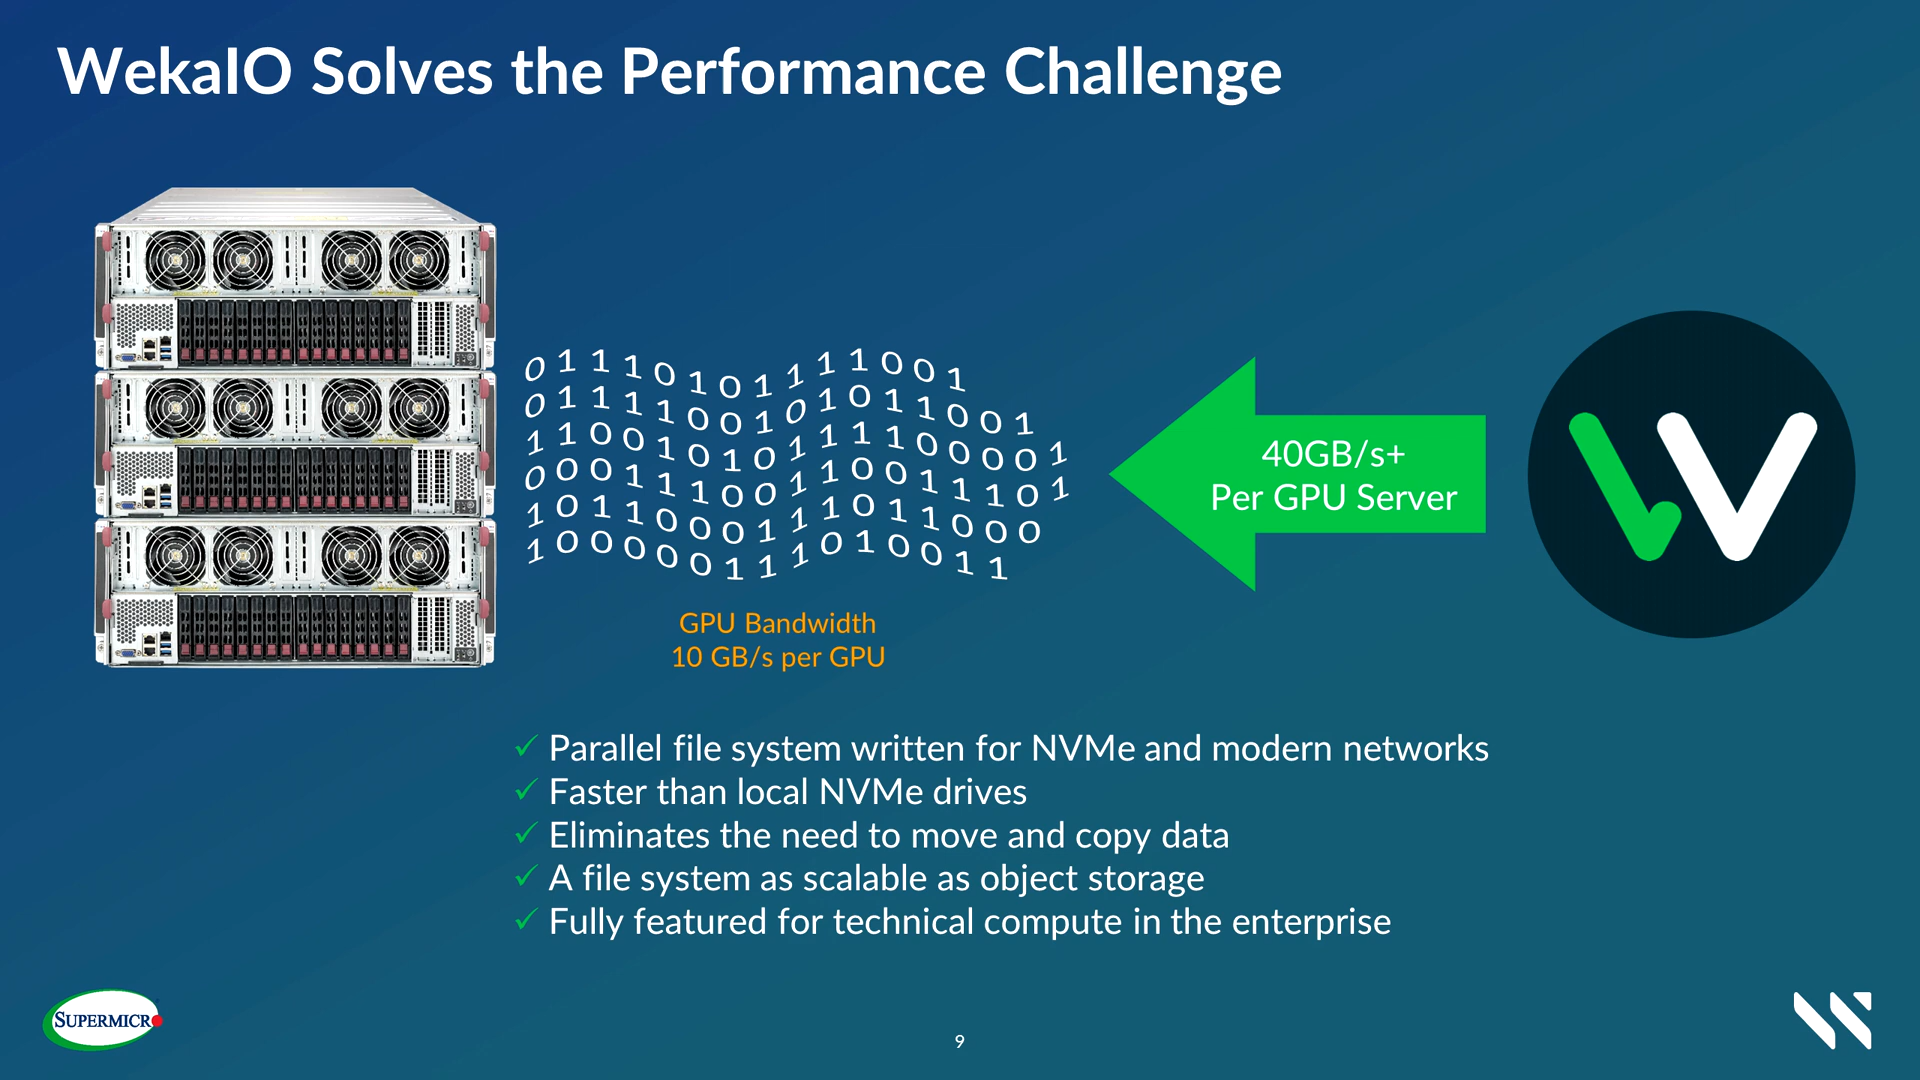 WekaIO Solves the Performance Challenge
0 1 1 1 0 1 0 1 1 1 1 0 0 1
0 1 1 1 1 0 0 1 0 1 0 1 1 0 0 1
1 1 0 0 1 0 1 0 1 1 1 1 0 0 0 0 1
0 0 0 1 1 1 0 0 1 1 0 0 1 1 1 0 1
1 0 1 1 0 0 0 1 1 1 0 1 1 0 0 0
1 0 0 0 0 0 1 1 1 0 1 0 0 1 1
40GB/s+
Per GPU Server
GPU Bandwidth
10 GB/s per GPU
✓ Parallel file system written for NVMe and modern networks
✓ Faster than local NVMe drives
✓ Eliminates the need to move and copy data
✓ A file system as scalable as object storage
✓ Fully featured for technical compute in the enterprise
SUPERMICR
9